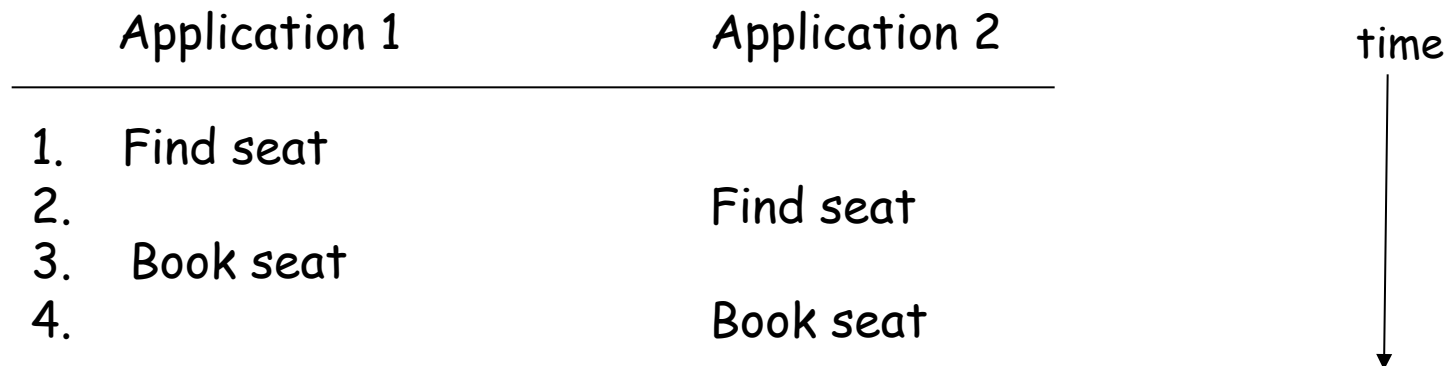 Application 1 Application 2 time
1. Find seat
2. Find seat
3. Book seat
4. Book seat